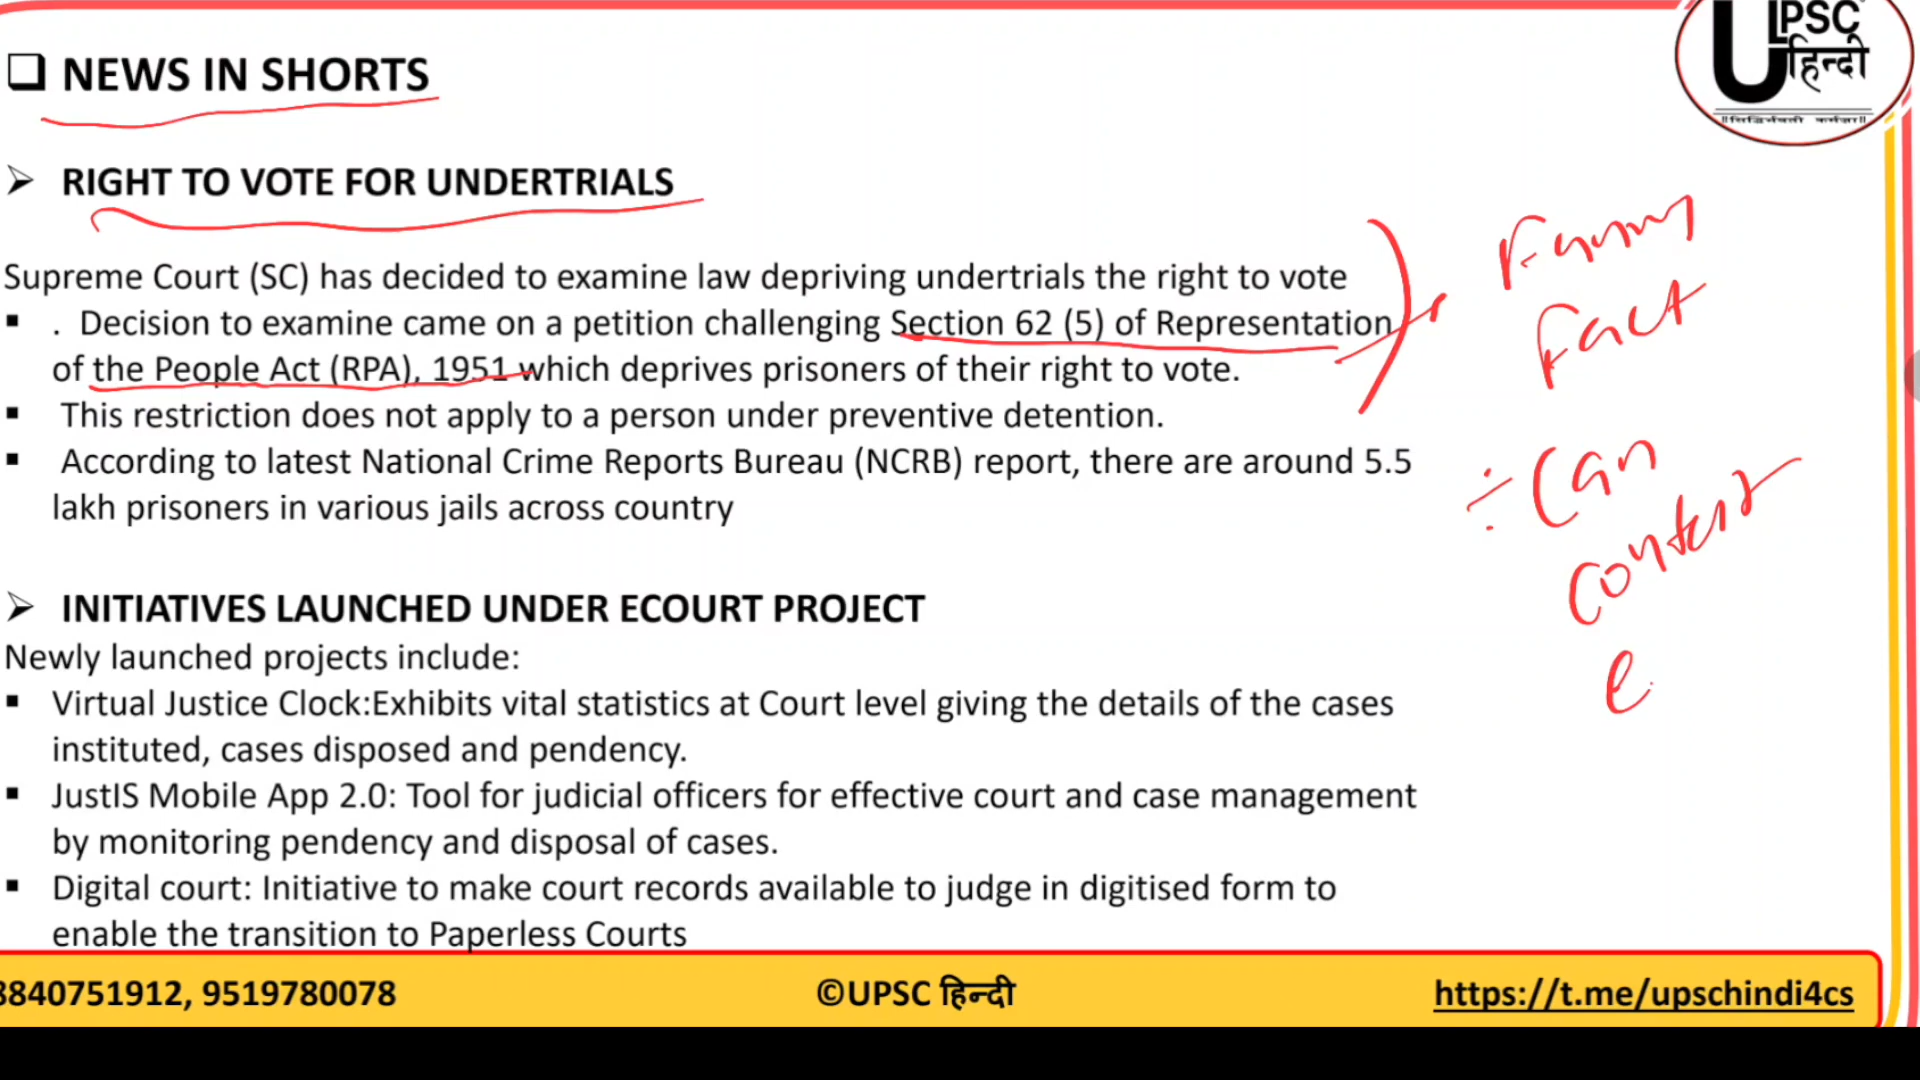 UPSC
हिन्दी
NEWS IN SHORTS
RIGHT TO VOTE FOR UNDERTRIALS
Supreme Court (SC) has decided to examine law depriving undertrials the right to vote
. Decision to examine came on a petition challenging Section 62 (5) of Representation
of the People Act (RPA), 1951 which deprives prisoners of their right to vote.
This restriction does not apply to a person under preventive detention.
According to latest National Crime Reports Bureau (NCRB) report, there are around 5.5
lakh prisoners in various jails across country
Funny
Fact
÷ Can
contest
e
INITIATIVES LAUNCHED UNDER ECOURT PROJECT
Newly launched projects include:
Virtual Justice Clock:Exhibits vital statistics at Court level giving the details of the cases
instituted, cases disposed and pendency.
JustIS Mobile App 2.0: Tool for judicial officers for effective court and case management
by monitoring pendency and disposal of cases.
Digital court: Initiative to make court records available to judge in digitised form to
enable the transition to Paperless Courts
8840751912, 9519780078
©UPSC हिन्दी
https://t.me/upschindi4cs